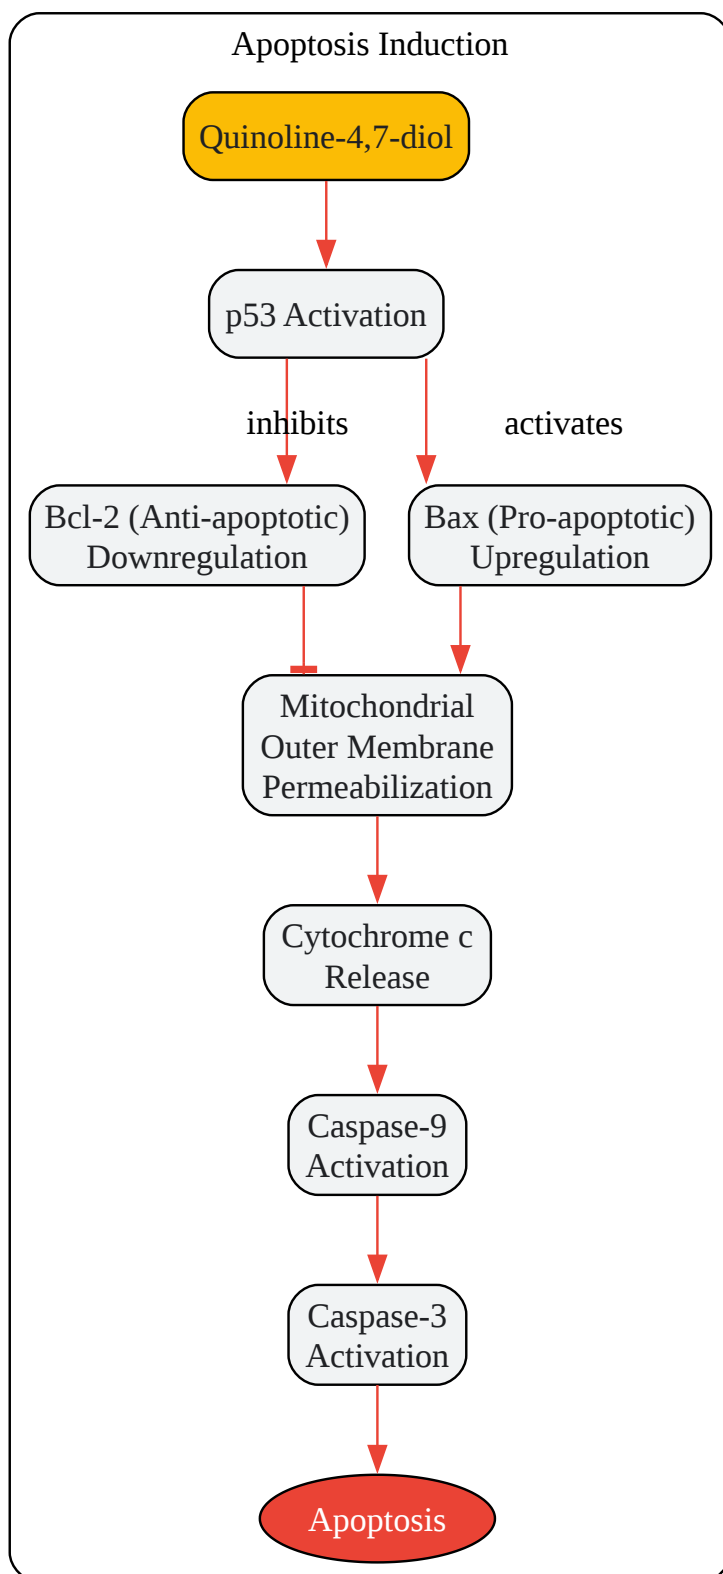 Apoptosis Induction
Quinoline-4,7-diol
p53 Activation
inhibits
activates
Bcl-2 (Anti-apoptotic)
Downregulation
Bax (Pro-apoptotic)
Upregulation
Mitochondrial
Outer Membrane
Permeabilization
Cytochrome c
Release
Caspase-9
Activation
Caspase-3
Activation
Apoptosis